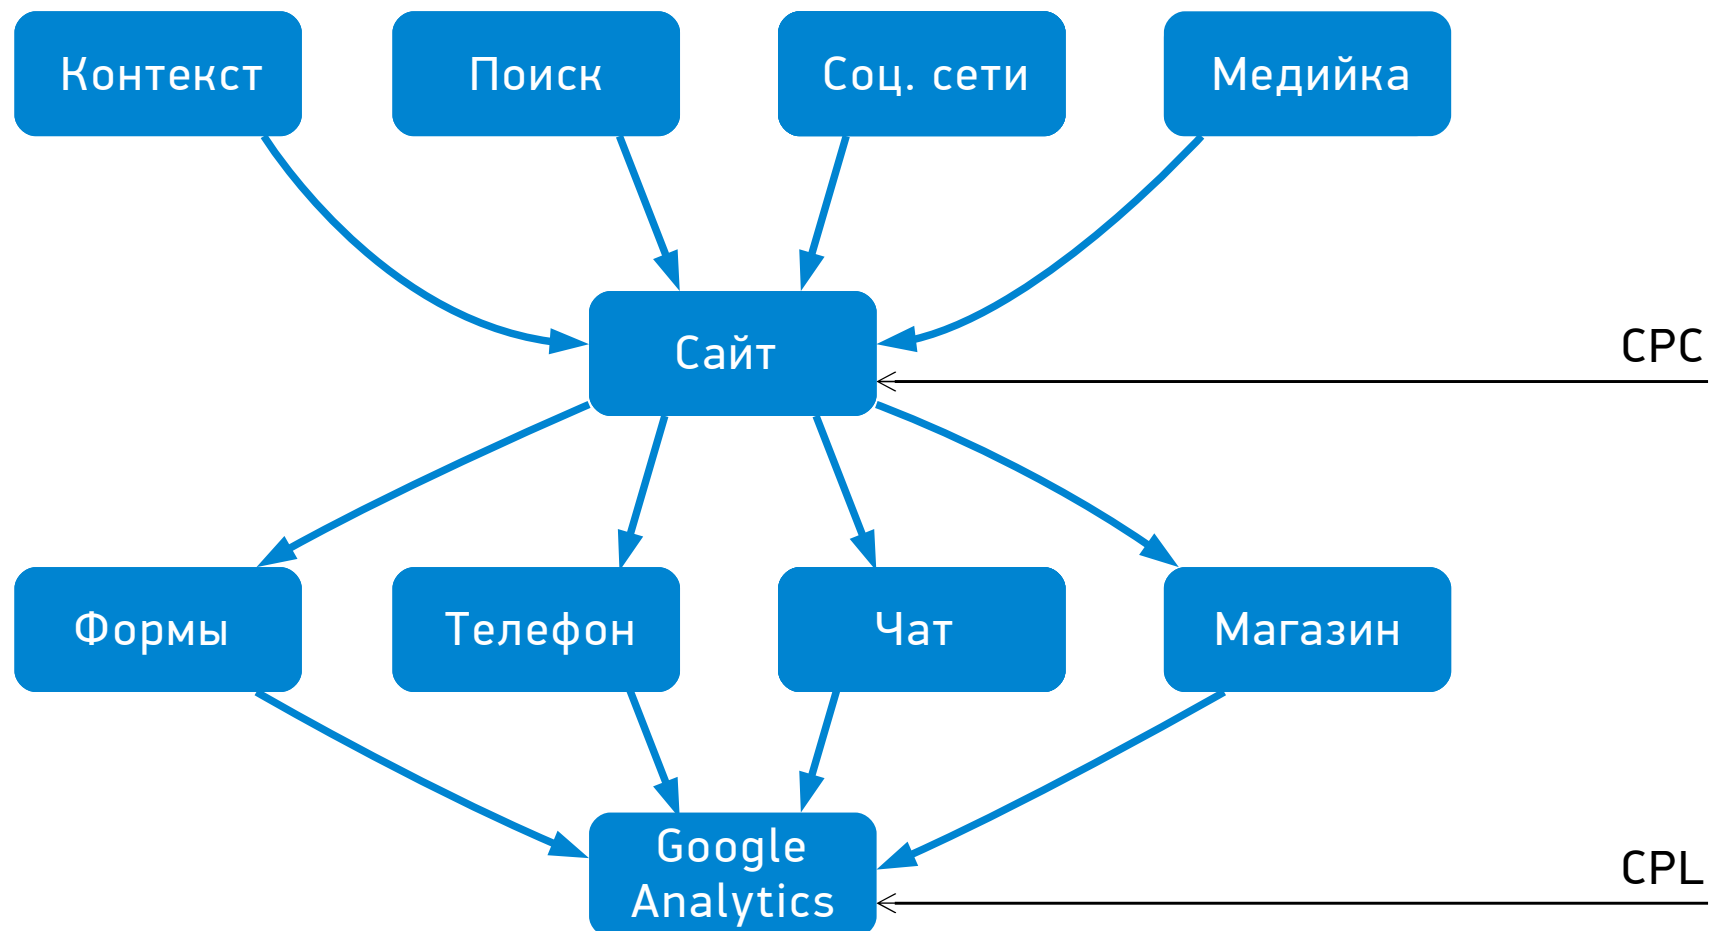 Контекст
Поиск
Соц. сети
Медийка
Сайт
CPC
Формы
Телефон
Чат
Магазин
Google
Analytics
CPL